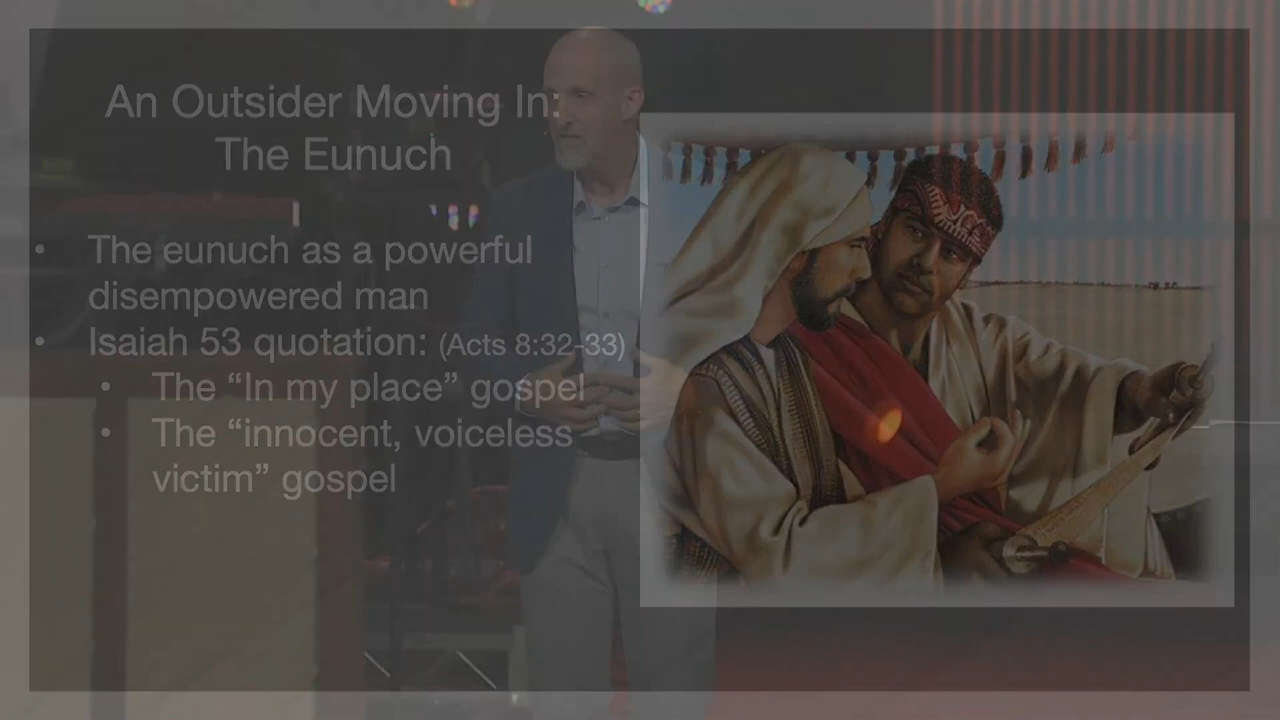 An Outsider Moving In:
The Eunuch
• The eunuch as a powerful
disempowered man
• Isaiah 53 quotation: (Acts 8:32-33)
• The “In my place” gospel
• The “innocent, voiceless
victim” gospel